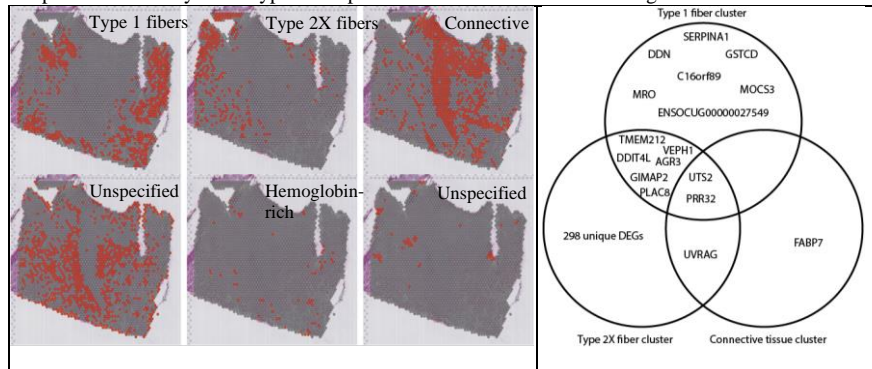 Type 1 fibers
Type 2X fibers
Connective
Unspecified
Hemoglobin-
rich
Unspecified
Type 1 fiber cluster
SERPINA1
DDN
GSTCD
C16orf89
MOCS3
MRO
ENSOCUG00000027549
TMEM212
VEPH1
DDIT4L
AGR3
GIMAP2
UTS2
PLAC8
PRR32
298 unique DEGs
UVRAG
FABP7
Type 2X fiber cluster
Connective tissue cluster